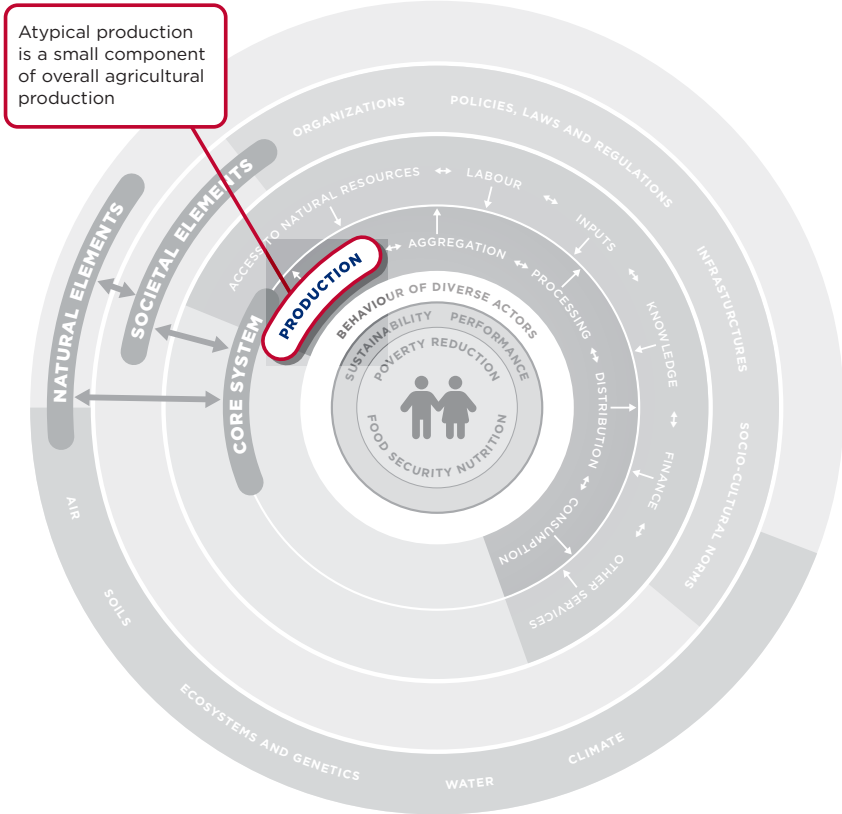 Atypical production
is a small component
of overall agricultural
production
ORGANIZATIONS
POLICIES, LAWS AND REGULATIONS
INFRASTURCTURES
SOCIO-CULTURAL NORMS
NATURAL ELEMENTS
SOCIETAL ELEMENTS
CORE SYSTEM
ACCESS TO NATURAL RESOURCES
LABOUR
INPUTS
KNOWLEDGE
FINANCE
OTHER SERVICES
PRODUCTION
AGGREGATION
PROCESSING
DISTRIBUTION
CONSUMPTION
BEHAVIOUR OF DIVERSE ACTORS
SUSTAINABILITY PERFORMANCE
POVERTY REDUCTION
FOOD SECURITY NUTRITION
AIR
SOILS
ECOSYSTEMS AND GENETICS
WATER
CLIMATE